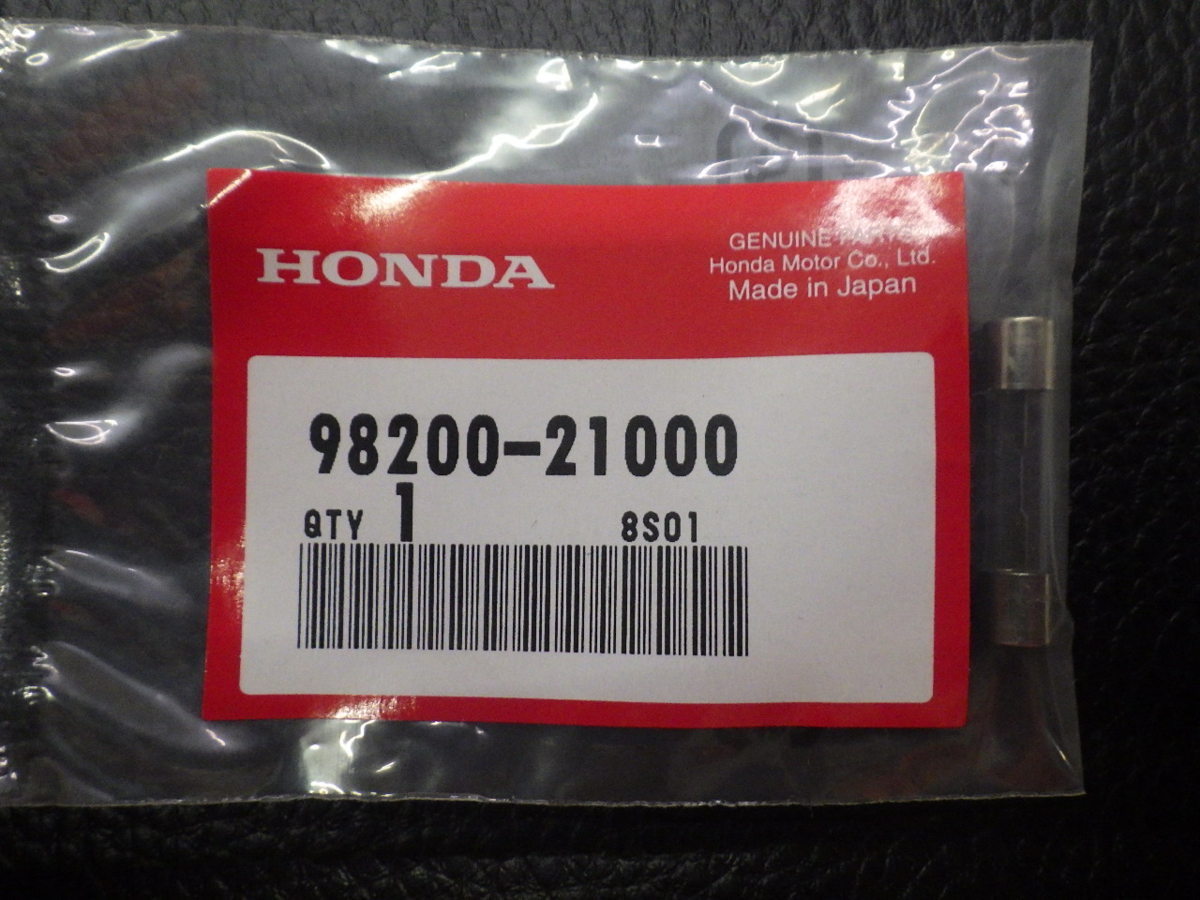 HONDA
GENUINE PARTS
Honda Motor Co., Ltd.
Made in Japan
98200-21000
QTY 1 8S01